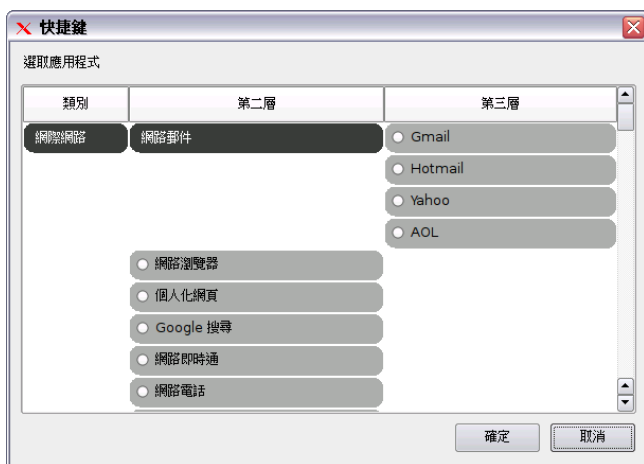 快捷鍵
選取應用程式
類別 第二層 第三層
網際網路 網路郵件 Gmail
Hotmail
Yahoo
AOL
網路瀏覽器
個人化網頁
Google 搜尋
網路即時通
網路電話
確定 取消